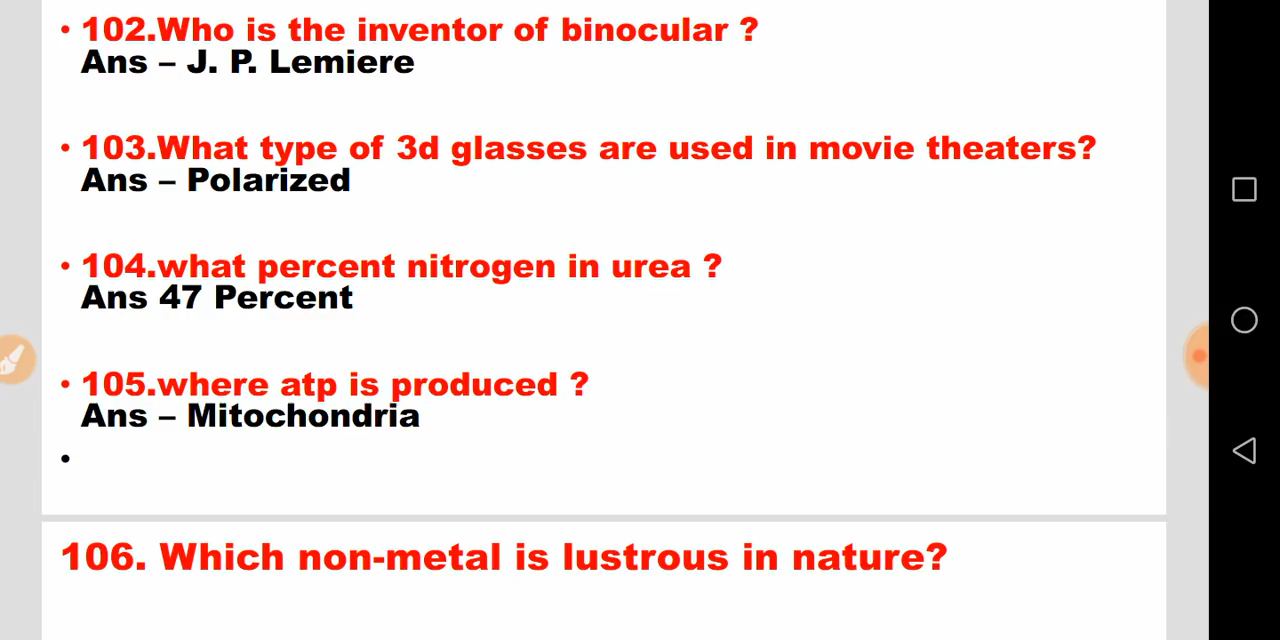 • 102.Who is the inventor of binocular ?
Ans – J. P. Lemiere
• 103.What type of 3d glasses are used in movie theaters?
Ans – Polarized
• 104.what percent nitrogen in urea ?
Ans 47 Percent
• 105.where atp is produced ?
Ans – Mitochondria
•
106. Which non-metal is lustrous in nature?